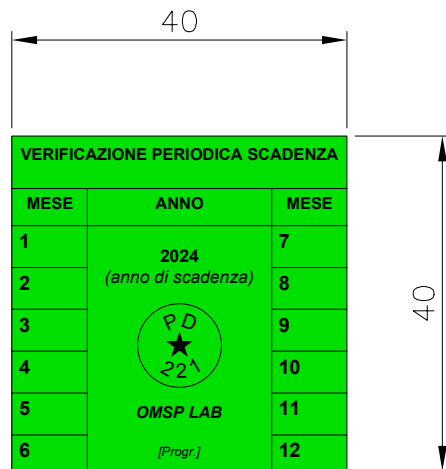 40
VERIFICAZIONE PERIODICA SCADENZA
MESE ANNO MESE
1 7
2024
(anno di scadenza)
2 8
3 9
PD
221
4 10
5 11
OMSP LAB
6 [Progr.] 12
40